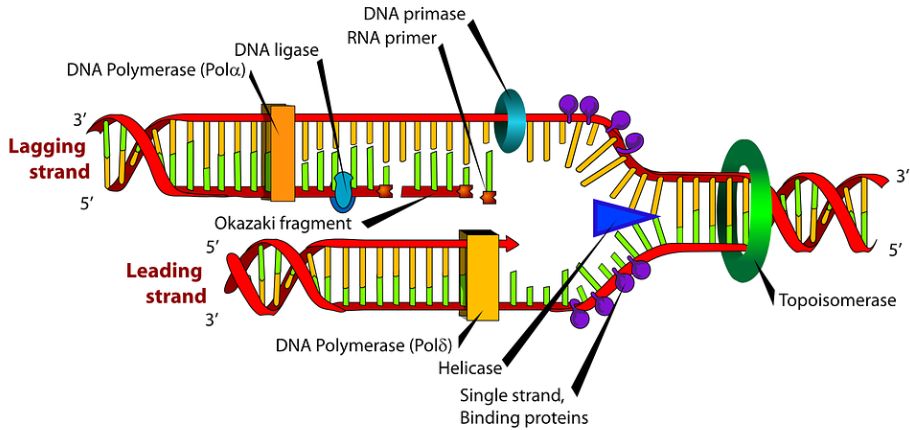 DNA primase
RNA primer
DNA ligase
DNA Polymerase (Polα)
3’
Lagging
strand
5’
Okazaki fragment
3’
5’
5’
Leading
strand
3’
Topoisomerase
DNA Polymerase (Polδ)
Helicase
Single strand,
Binding proteins